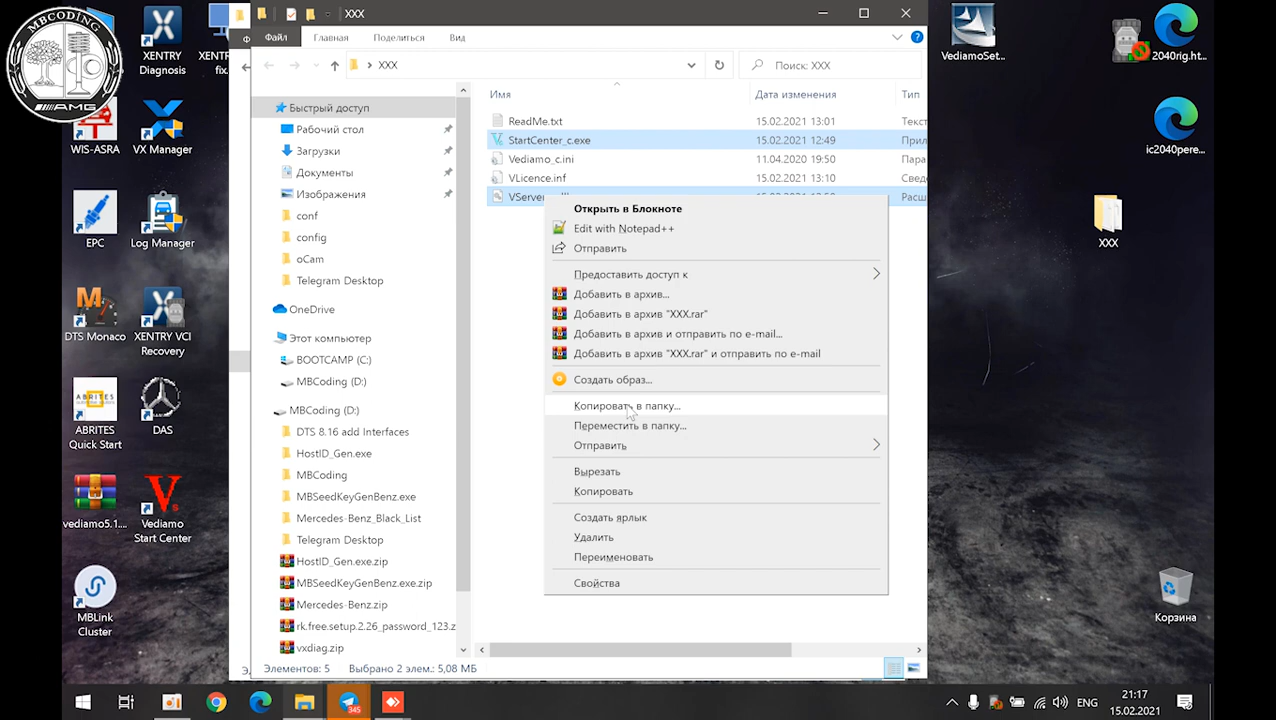 MBCODING
AMG
XENTRY
Diagnosis
XENT
fix.
WIS-ASRA
VX Manager
EPC
Log Manager
DTS Monaco
XENTRY VCI
Recovery
ABRITES
ABRITES
Quick Start
DAS
vediamo5.1....
Vediamo
Start Center
MBLink
Cluster
XXX
Файл
Главная
Поделиться
Вид
XXX
Поиск: XXX
Быстрый доступ
Рабочий стол
Загрузки
Документы
Изображения
conf
config
oCam
Telegram Desktop
OneDrive
Этот компьютер
BOOTCAMP (C:)
MBCoding (D:)
MBCoding (D:)
DTS 8.16 add Interfaces
HostID_Gen.exe
MBCoding
MBSeedKeyGenBenz.exe
Mercedes-Benz_Black_List
Telegram Desktop
HostID_Gen.exe.zip
MBSeedKeyGenBenz.exe.zip
Mercedes-Benz.zip
rk.free.setup.2.26_password_123.z
vxdiag.zip
Имя
Дата изменения
Тип
ReadMe.txt
15.02.2021 13:01
Текст
StartCenter_c.exe
15.02.2021 12:49
Прил
Vediamo_c.ini
11.04.2020 19:50
Пара
VLicence.inf
15.02.2021 13:10
Свед
VServer
Расш
Открыть в Блокноте
Edit with Notepad++
Отправить
Предоставить доступ к
Добавить в архив...
Добавить в архив "XXX.rar"
Добавить в архив и отправить по e-mail...
Добавить в архив "XXX.rar" и отправить по e-mail
Создать образ...
Копировать в папку...
Переместить в папку...
Отправить
Вырезать
Копировать
Создать ярлык
Удалить
Переименовать
Свойства
Элементов: 5
Выбрано 2 элем.: 5,08 МБ
VediamoSet...
2040rig.ht...
ic2040pere...
XXX
Корзина
345
ENG
21:17
15.02.2021